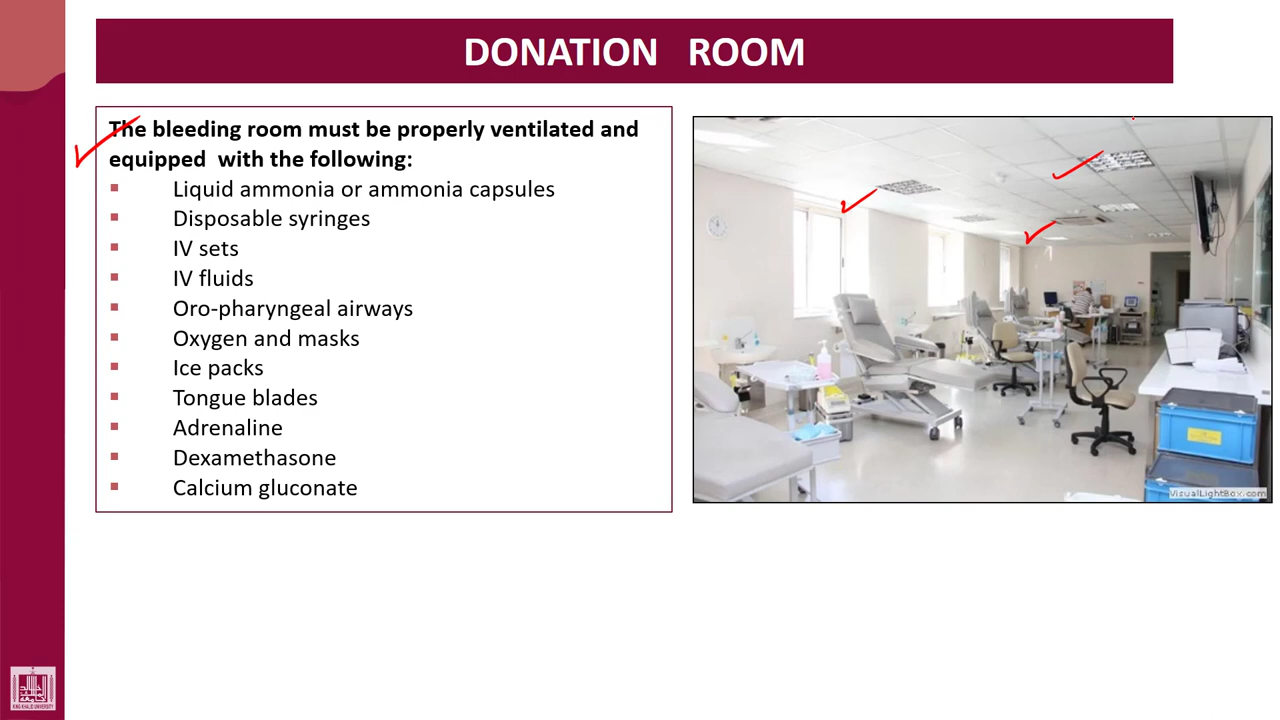 DONATION ROOM
The bleeding room must be properly ventilated and
equipped with the following:
▪ Liquid ammonia or ammonia capsules
▪ Disposable syringes
▪ IV sets
▪ IV fluids
▪ Oro-pharyngeal airways
▪ Oxygen and masks
▪ Ice packs
▪ Tongue blades
▪ Adrenaline
▪ Dexamethasone
▪ Calcium gluconate
VisualLightBox.com
KING KHALID UNIVERSITY